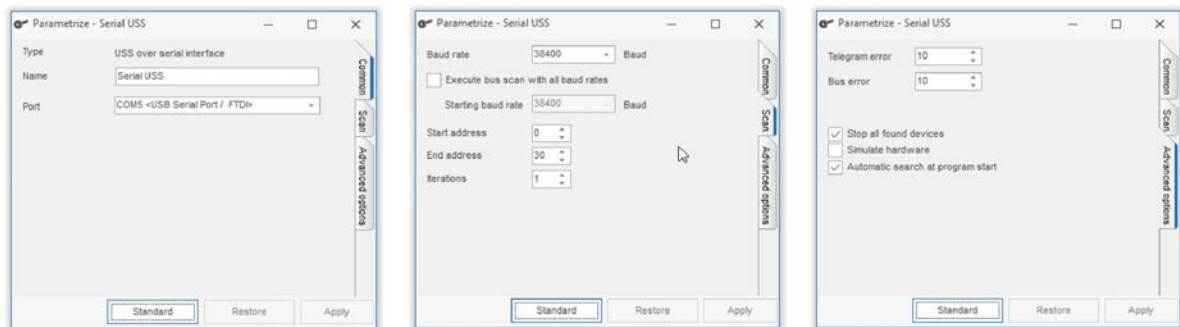 Parametrize - Serial USS
Type USS over serial interface
Name Serial USS
Port COM5 <USB Serial Port / FTDI>
Common
Scan
Advanced options
Standard Restore Apply
Parametrize - Serial USS
Baud rate 38400 Baud
Execute bus scan with all baud rates
Starting baud rate 38400 Baud
Start address 0
End address 30
Iterations 1
Common
Scan
Advanced options
Standard Restore Apply
Parametrize - Serial USS
Telegram error 10
Bus error 10
Stop all found devices
Simulate hardware
Automatic search at program start
Common
Scan
Advanced options
Standard Restore Apply